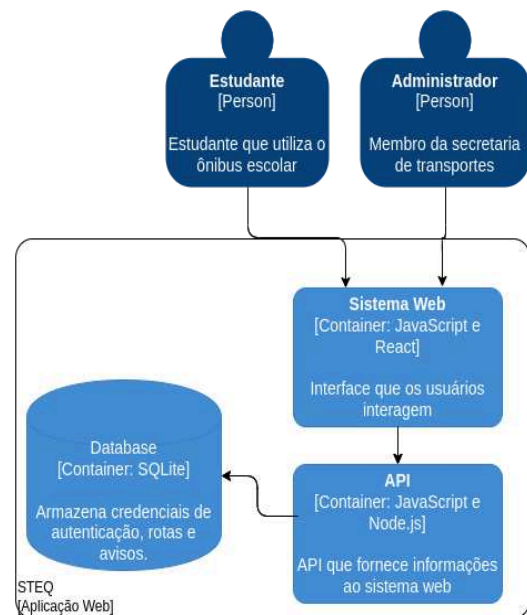 Estudante
[Person]
Estudante que utiliza o
ônibus escolar
Administrador
[Person]
Membro da secretaria
de transportes
Sistema Web
[Container: JavaScript e
React]
Interface que os usuários
interagem
Database
[Container: SQLite]
Armazena credenciais de
autenticação, rotas e
avisos.
API
[Container: JavaScript e
Node.js]
API que fornece informações
ao sistema web
STEQ
[Aplicação Web]